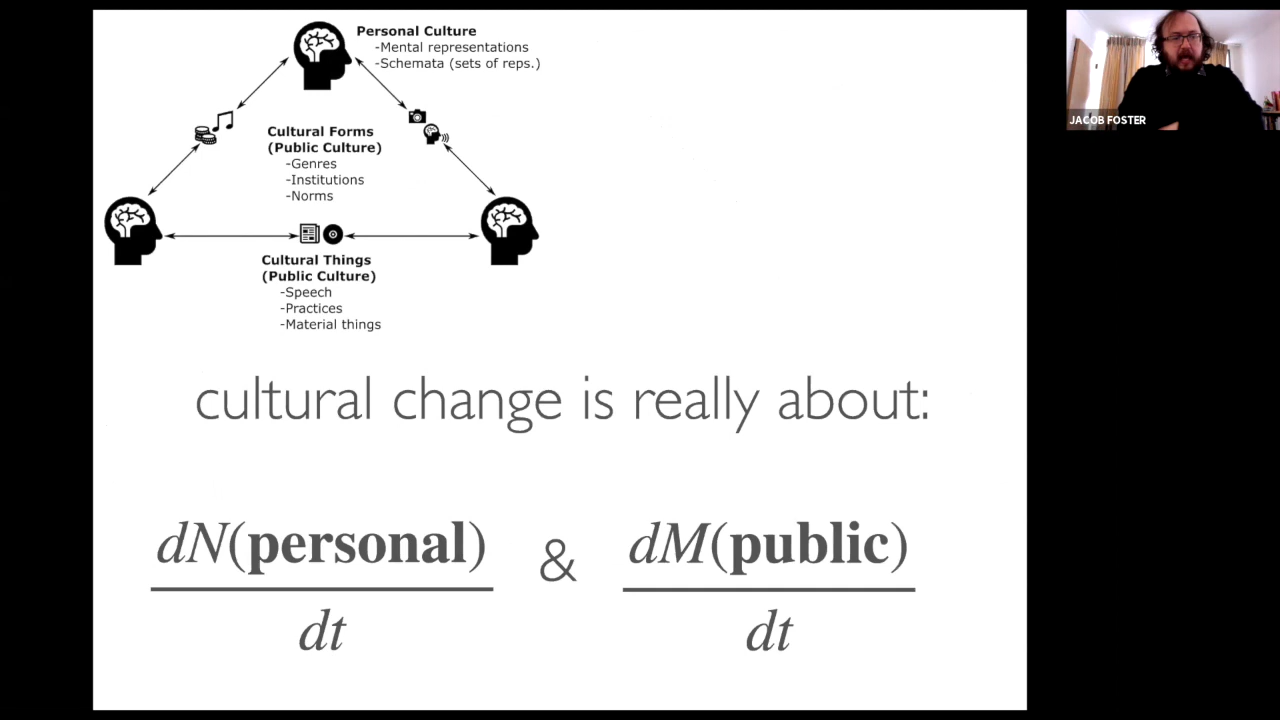 Personal Culture
-Mental representations
-Schemata (sets of reps.)
Cultural Forms
(Public Culture)
-Genres
-Institutions
-Norms
Cultural Things
(Public Culture)
-Speech
-Practices
-Material things
cultural change is really about:
dN(personal)
dt
&
dM(public)
dt
JACOB FOSTER